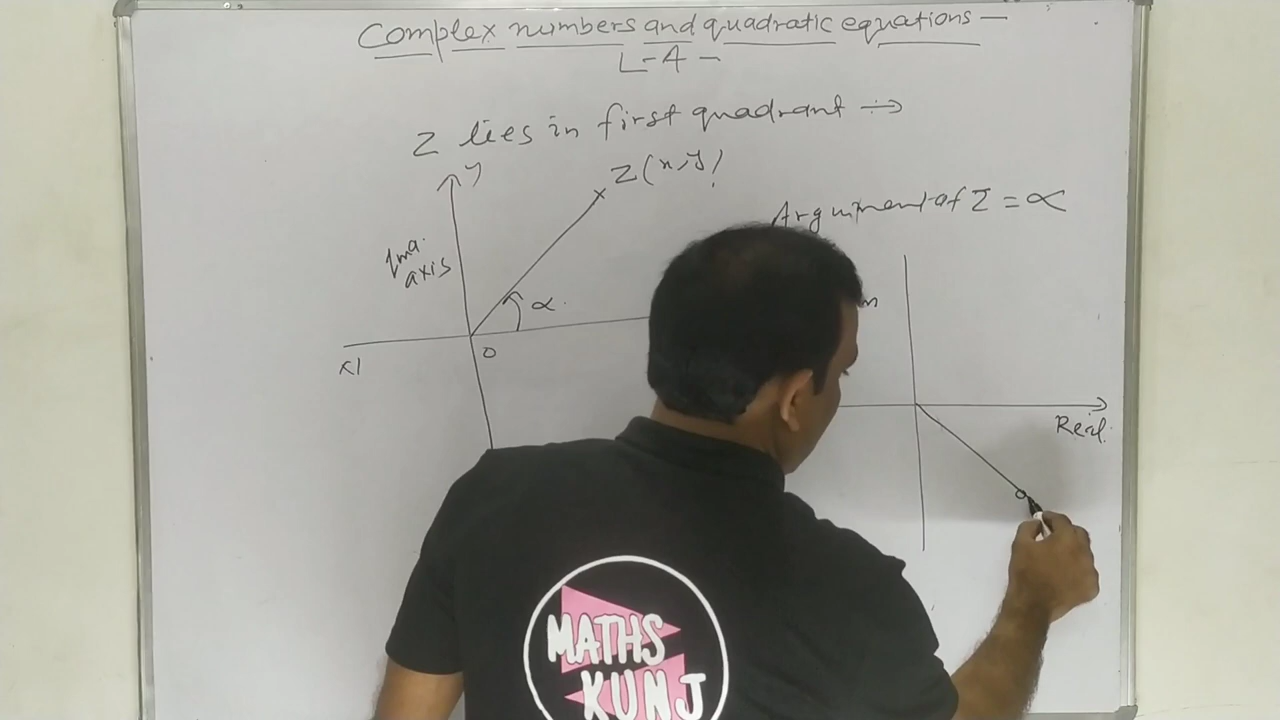 Complex numbers and quadratic equations —
L-4 -
Z lies in first quadrant →
y
Z(x,y)
Argument of Z = α
Ima.
axis
α
O
x|
Real.
MATHS
KUNJ